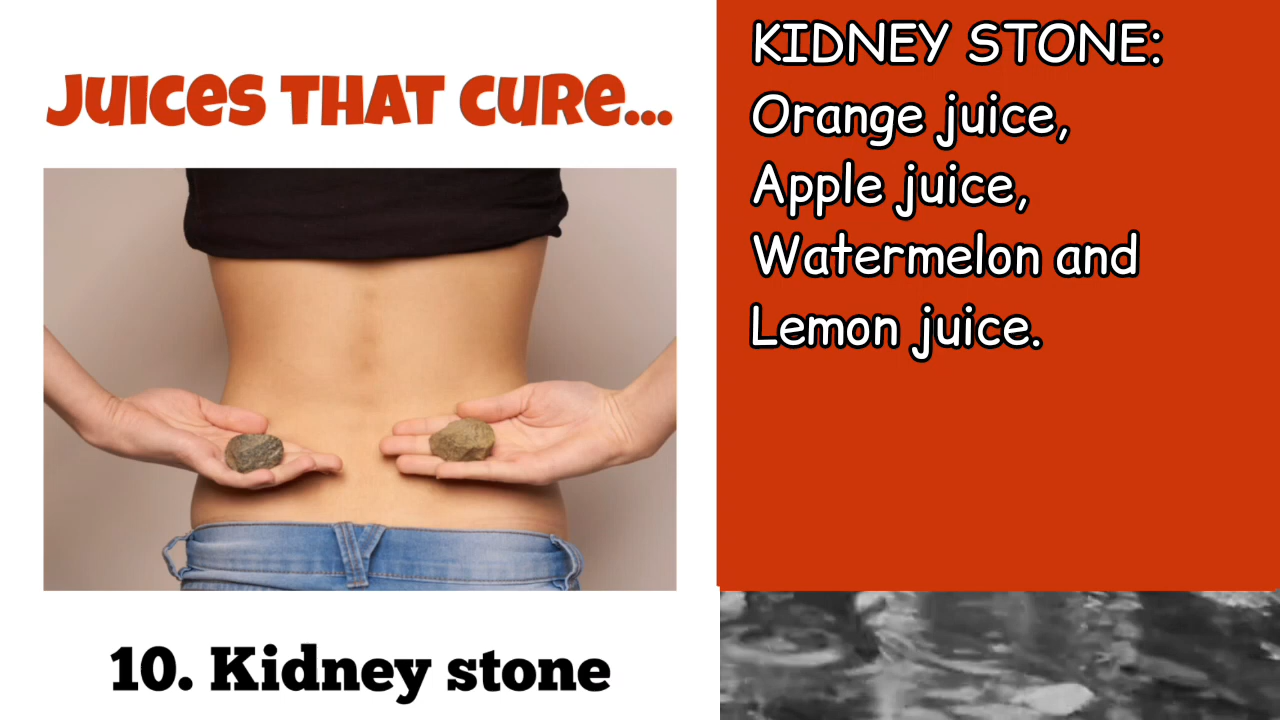 JUICES THAT CURE...
10. Kidney stone
KIDNEY STONE:
Orange juice,
Apple juice,
Watermelon and
Lemon juice.